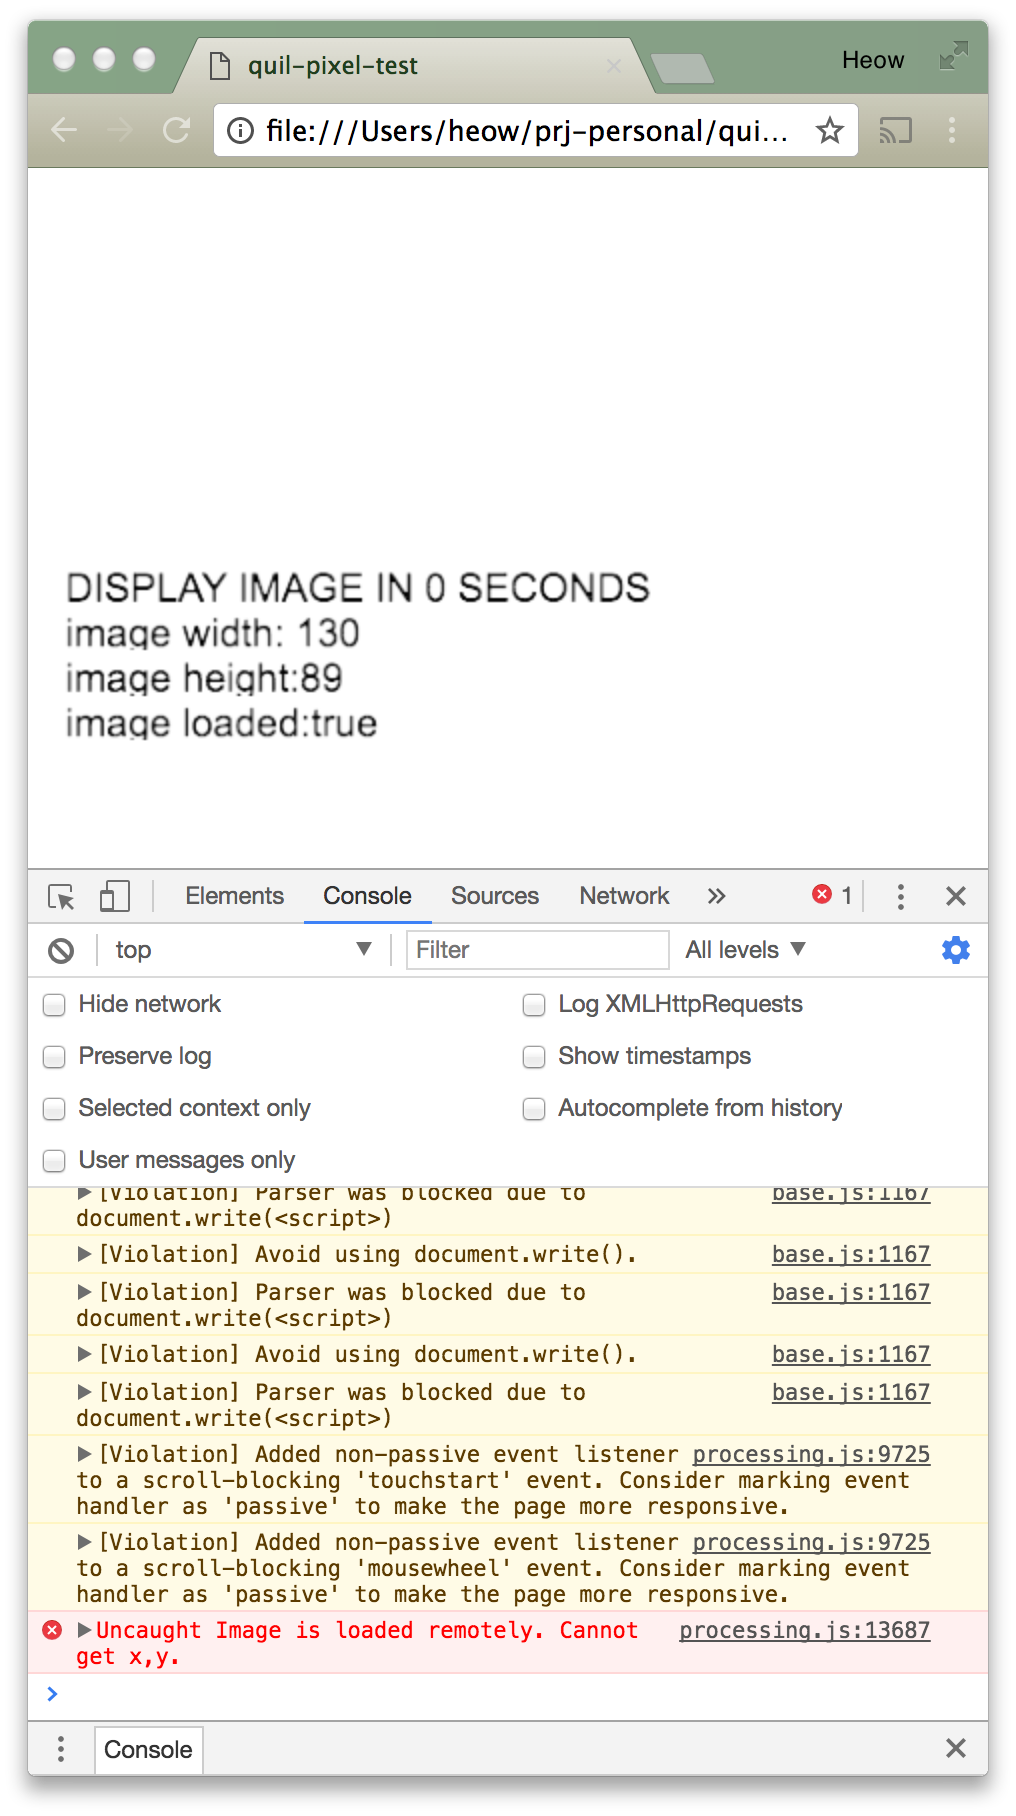 quil-pixel-test
Heow
file:///Users/heow/prj-personal/qui...
DISPLAY IMAGE IN 0 SECONDS
image width: 130
image height:89
image loaded:true
Elements Console Sources Network » 1
top Filter All levels
Hide network Log XMLHttpRequests
Preserve log Show timestamps
Selected context only Autocomplete from history
User messages only
[Violation] Parser was blocked due to base.js:1167
document.write(<script>)
[Violation] Avoid using document.write(). base.js:1167
[Violation] Parser was blocked due to base.js:1167
document.write(<script>)
[Violation] Avoid using document.write(). base.js:1167
[Violation] Parser was blocked due to base.js:1167
document.write(<script>)
[Violation] Added non-passive event listener processing.js:9725
to a scroll-blocking 'touchstart' event. Consider marking event
handler as 'passive' to make the page more responsive.
[Violation] Added non-passive event listener processing.js:9725
to a scroll-blocking 'mousewheel' event. Consider marking event
handler as 'passive' to make the page more responsive.
Uncaught Image is loaded remotely. Cannot processing.js:13687
get x,y.
Console